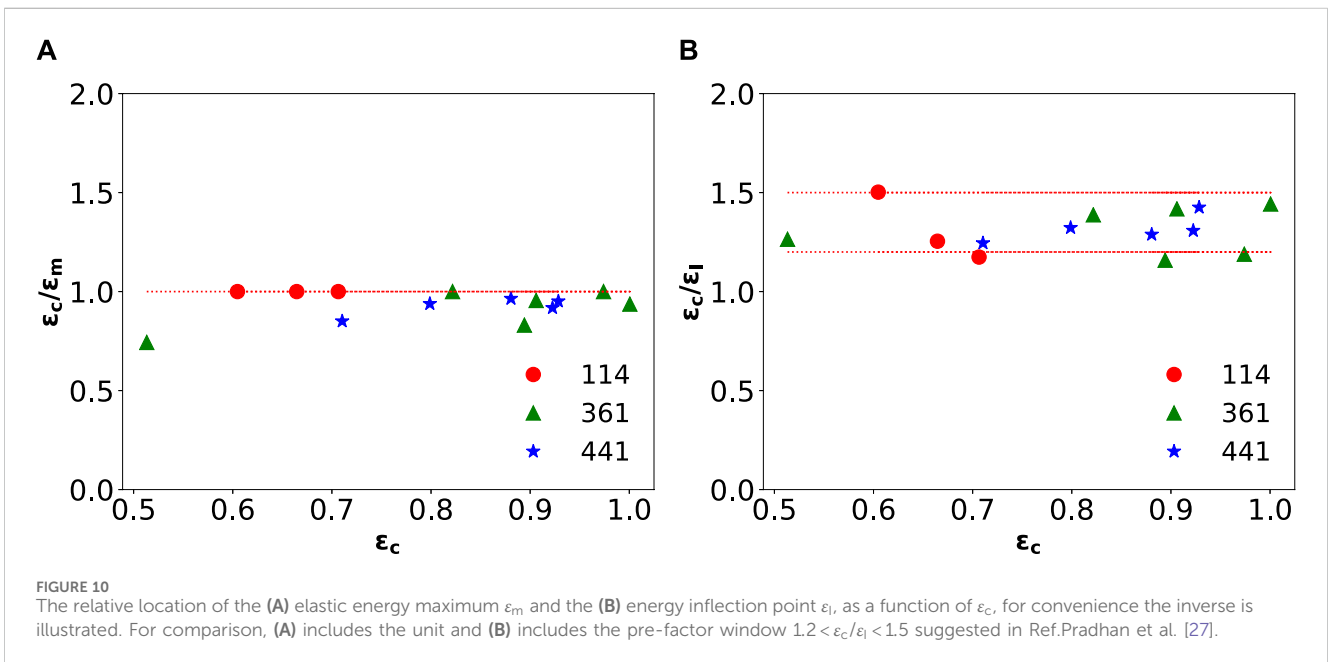 A
B
2.0
1.5
1.0
0.5
0.0
εc/εm
0.5 0.6 0.7 0.8 0.9 1.0
εc
114
361
441
2.0
1.5
1.0
0.5
0.0
εc/εl
0.5 0.6 0.7 0.8 0.9 1.0
εc
114
361
441
FIGURE 10
The relative location of the (A) elastic energy maximum εm and the (B) energy inflection point εl, as a function of εc, for convenience the inverse is
illustrated. For comparison, (A) includes the unit and (B) includes the pre-factor window 1.2 < εc/εl < 1.5 suggested in Ref.Pradhan et al. [27].